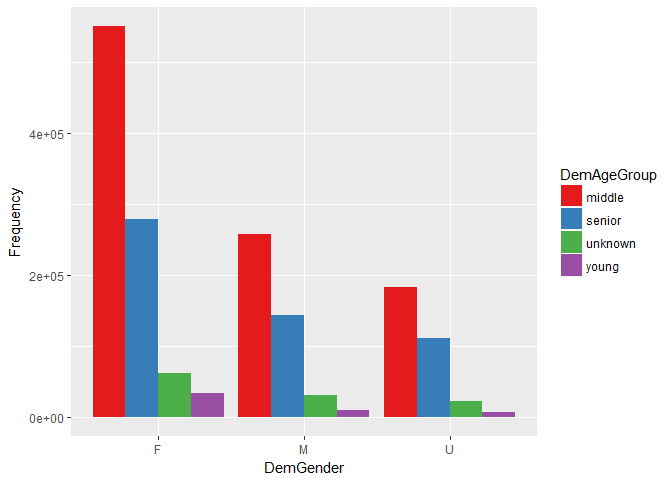 Frequency
4e+05
2e+05
0e+00
F
M
U
DemGender
DemAgeGroup
middle
senior
unknown
young